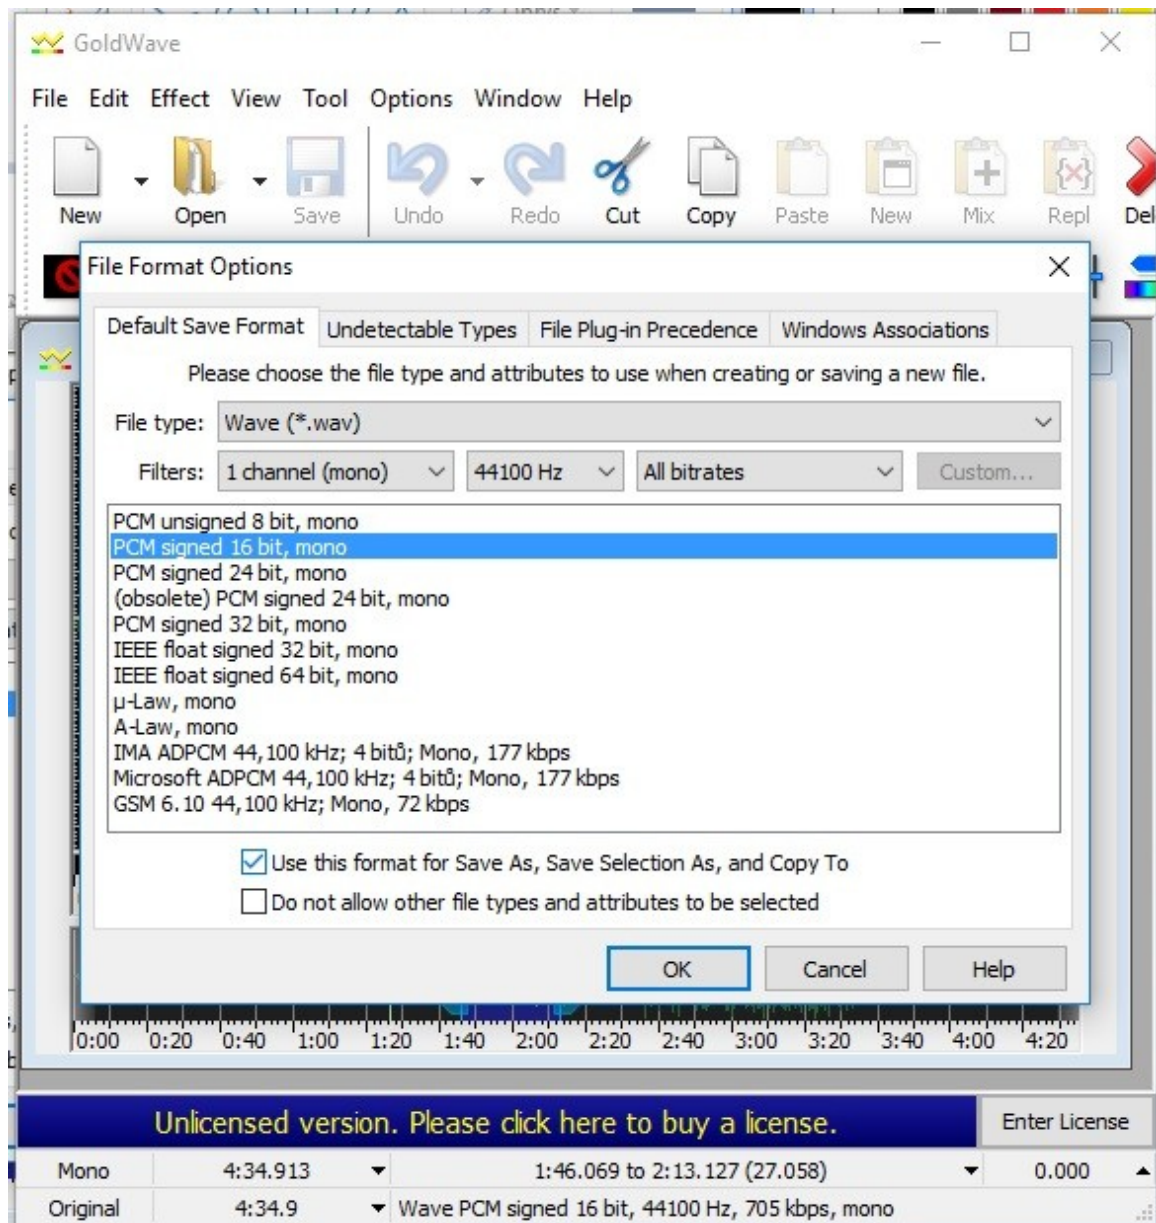 GoldWave
File Edit Effect View Tool Options Window Help
New Open Save Undo Redo Cut Copy Paste New Mix Repl Del
File Format Options
Default Save Format Undetectable Types File Plug-in Precedence Windows Associations
Please choose the file type and attributes to use when creating or saving a new file.
File type: Wave (*.wav)
Filters: 1 channel (mono) 44100 Hz All bitrates Custom...
PCM unsigned 8 bit, mono
PCM signed 16 bit, mono
PCM signed 24 bit, mono
(obsolete) PCM signed 24 bit, mono
PCM signed 32 bit, mono
IEEE float signed 32 bit, mono
IEEE float signed 64 bit, mono
µ-Law, mono
A-Law, mono
IMA ADPCM 44,100 kHz; 4 bitů; Mono, 177 kbps
Microsoft ADPCM 44,100 kHz; 4 bitů; Mono, 177 kbps
GSM 6.10 44,100 kHz; Mono, 72 kbps
Use this format for Save As, Save Selection As, and Copy To
Do not allow other file types and attributes to be selected
OK Cancel Help
0:00 0:20 0:40 1:00 1:20 1:40 2:00 2:20 2:40 3:00 3:20 3:40 4:00 4:20
Unlicensed version. Please click here to buy a license. Enter License
Mono 4:34.913 1:46.069 to 2:13.127 (27.058) 0.000
Original 4:34.9 Wave PCM signed 16 bit, 44100 Hz, 705 kbps, mono